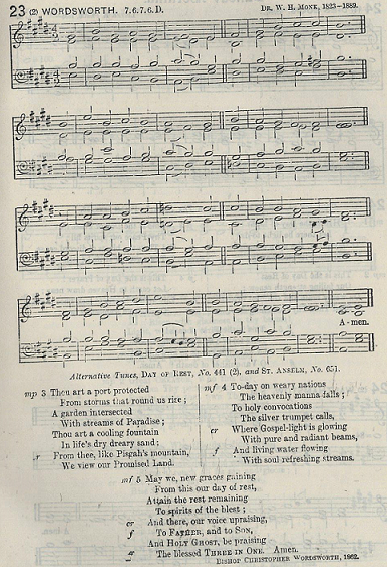 23 (2) WORDSWORTH. 7.6.7.6. D. DR. W. H. MONK, 1823-1889.
A-men.
Alternative Tunes, DAY OF REST, No. 441 (2), and ST. ANSELM, No. 651.
mp 3 Thou art a port protected
From storms that round us rise;
A garden intersected
With streams of Paradise;
Thou art a cooling fountain
In life's dry dreary sand;
From thee, like Pisgah's mountain,
We view our Promised Land.
mf 4 To-day on weary nations
The heavenly manna falls;
To holy convocations
The silver trumpet calls,
cr Where Gospel-light is glowing
With pure and radiant beams,
f And living water flowing
With soul refreshing streams.
mf 5 May we, new graces gaining
From this our day of rest,
Attain the rest remaining
To spirits of the blest;
cr And there, our voice upraising,
f To FATHER, and to SON,
And HOLY GHOST, be praising
The blessed THREE IN ONE. Amen.
BISHOP CHRISTOPHER WORDSWORTH, 1862.